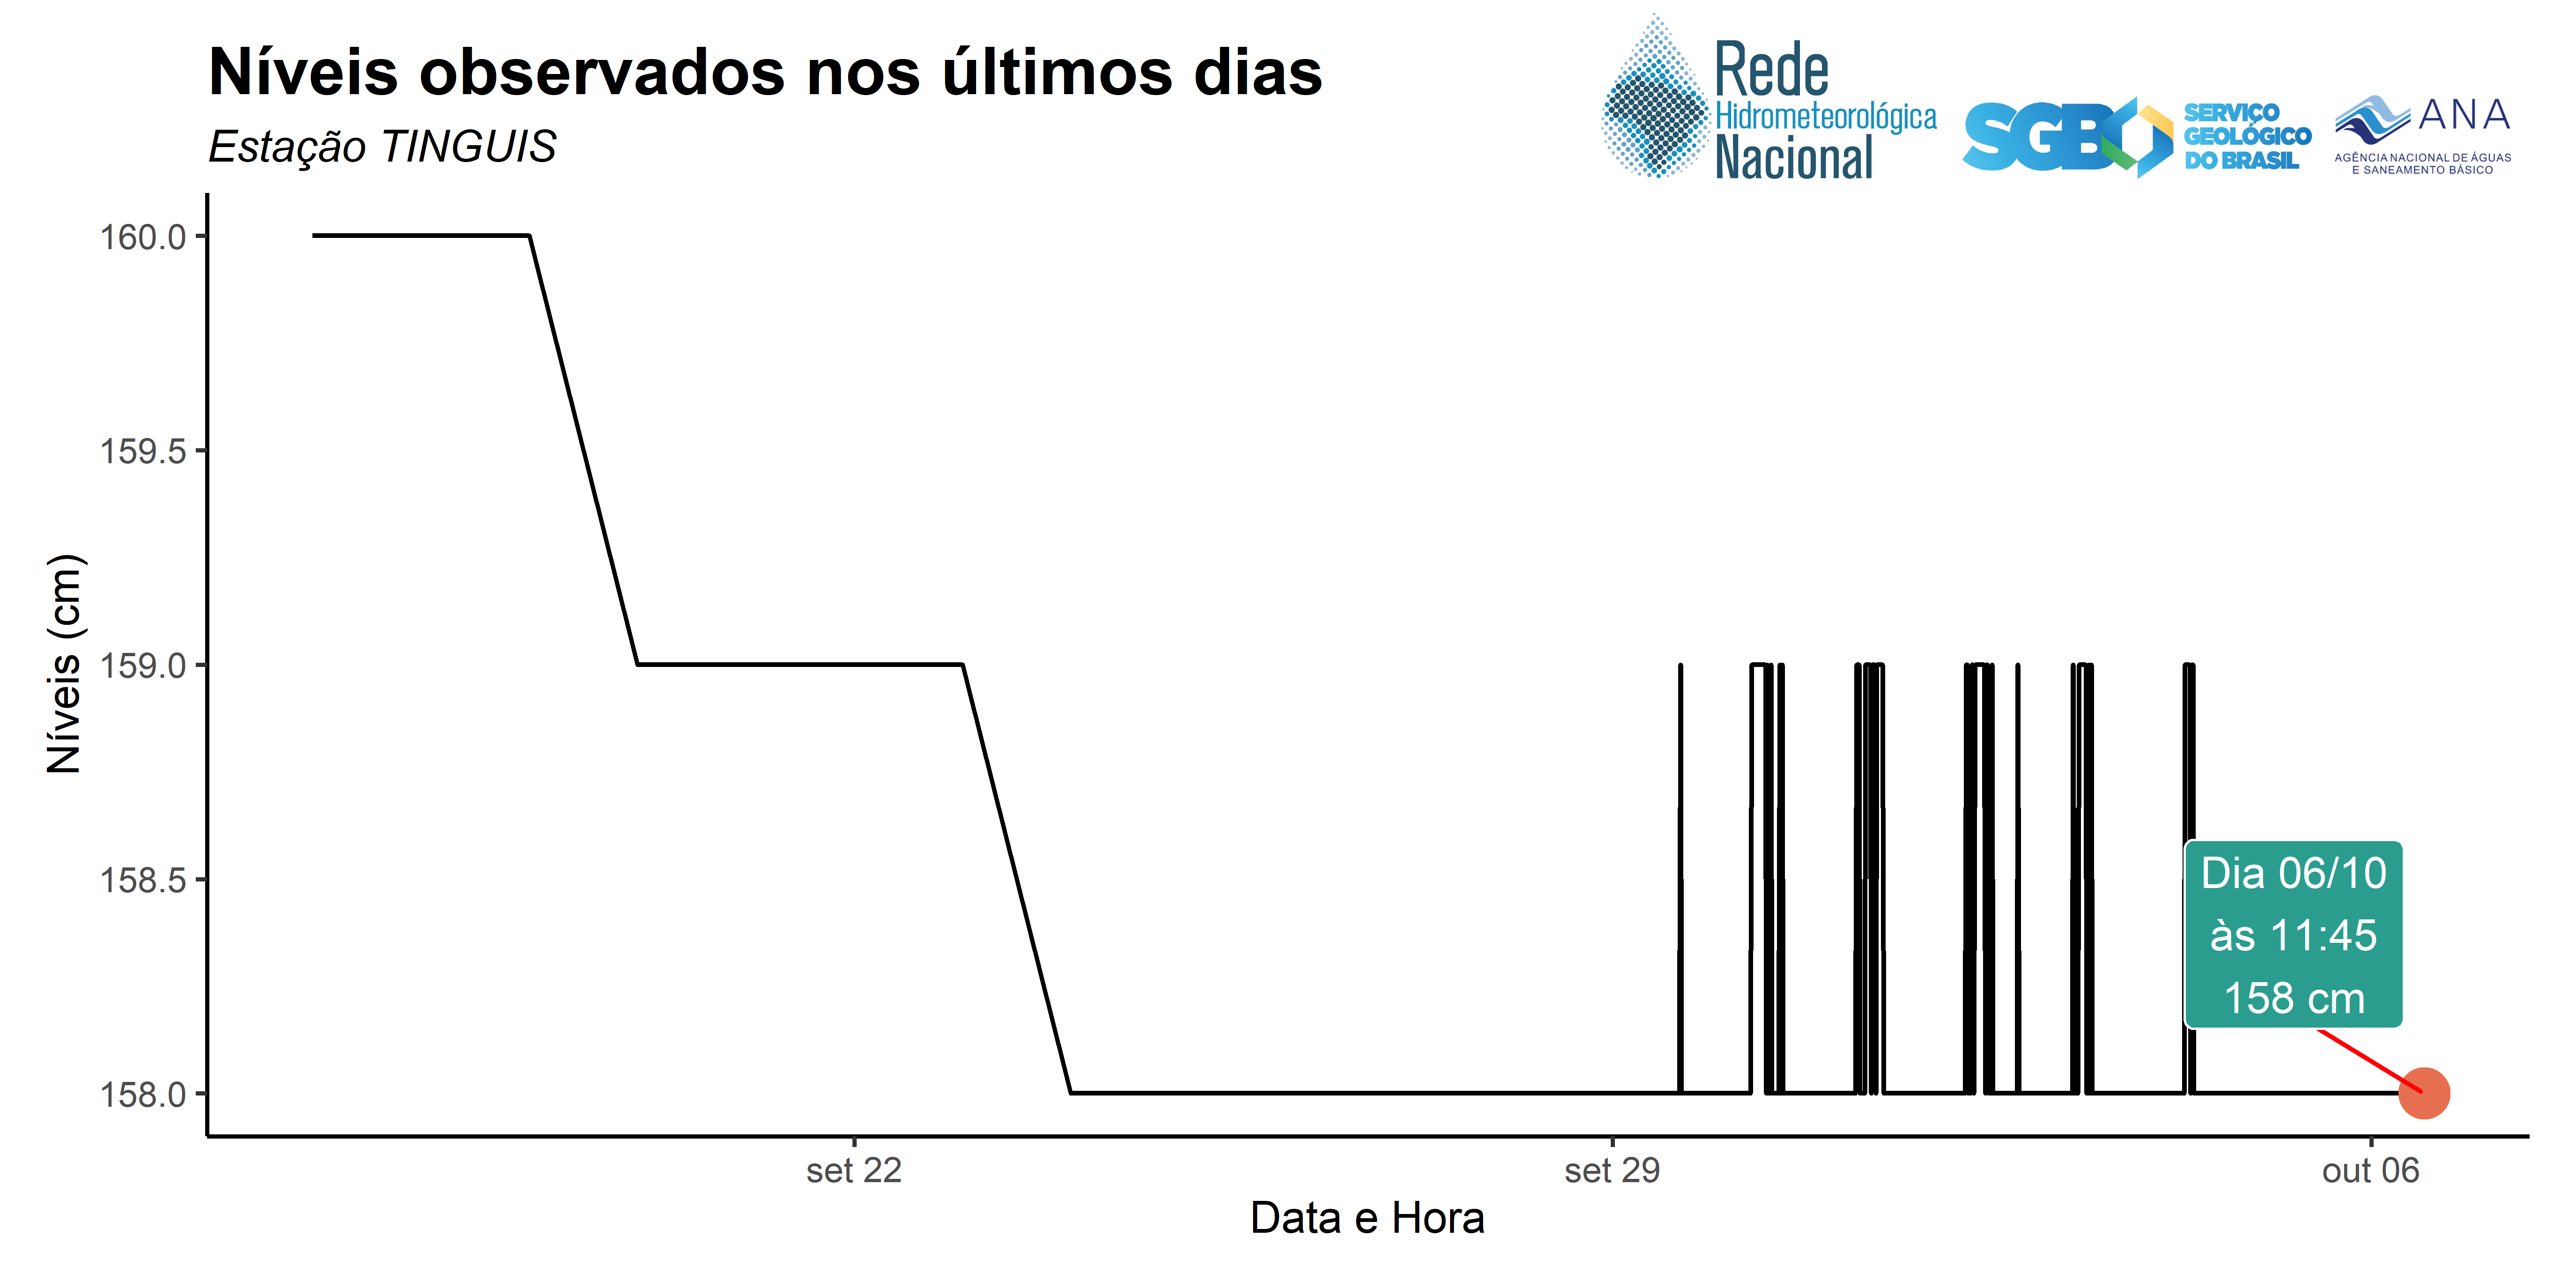 Níveis observados nos últimos dias
Estação TINGUIS
Rede
Hidrometeorológica
Nacional
SGB
SERVIÇO
GEOLÓGICO
DO BRASIL
ANA
AGÊNCIA NACIONAL DE ÁGUAS
E SANEAMENTO BÁSICO
160.0
159.5
159.0
158.5
158.0
Níveis (cm)
Dia 06/10
às 11:45
158 cm
set 22
set 29
out 06
Data e Hora